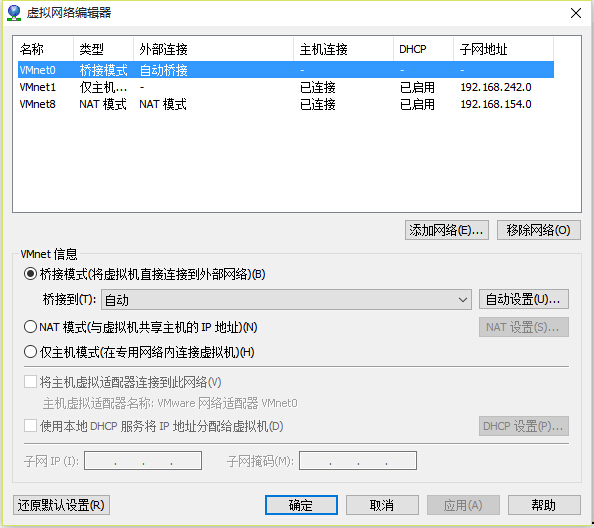 虚拟网络编辑器
名称 类型 外部连接 主机连接 DHCP 子网地址
VMnet0 桥接模式 自动桥接 - - -
VMnet1 仅主机... - 已连接 已启用 192.168.242.0
VMnet8 NAT 模式 NAT 模式 已连接 已启用 192.168.154.0
添加网络(E)... 移除网络(O)
VMnet 信息
桥接模式(将虚拟机直接连接到外部网络)(B)
桥接到(T): 自动 自动设置(U)...
NAT 模式(与虚拟机共享主机的 IP 地址)(N) NAT 设置(S)...
仅主机模式(在专用网络内连接虚拟机)(H)
将主机虚拟适配器连接到此网络(V)
主机虚拟适配器名称: VMware 网络适配器 VMnet0
使用本地 DHCP 服务将 IP 地址分配给虚拟机(D) DHCP 设置(P)...
子网 IP (I): . . . 子网掩码(M): . . .
还原默认设置(R) 确定 取消 应用(A) 帮助